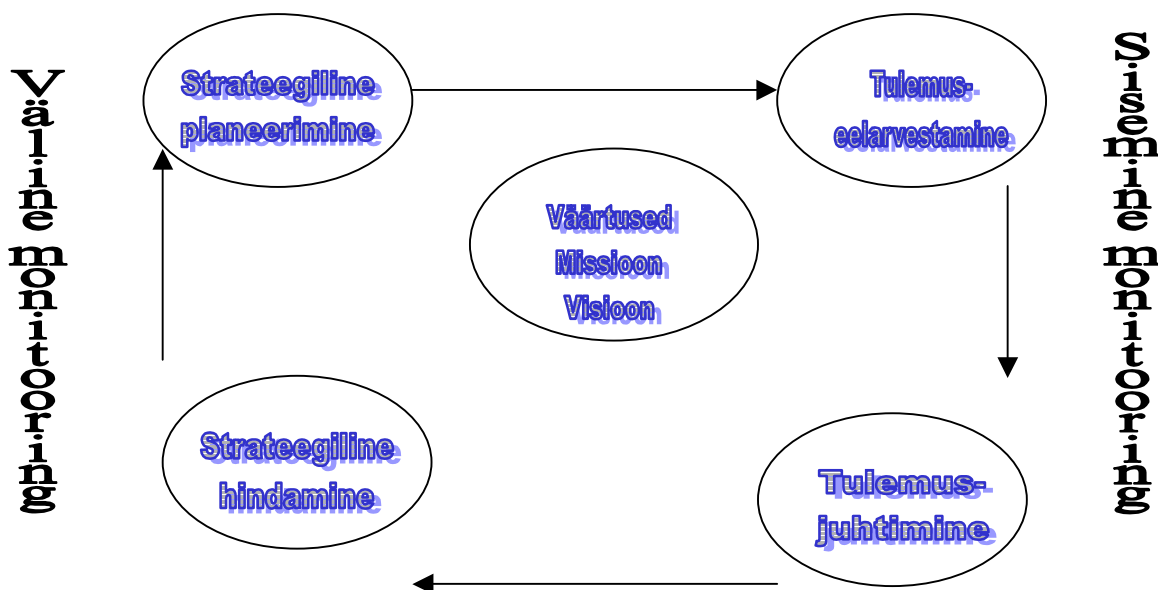 Väline monitooring
Strateegiline
planeerimine
Tulemus-
eelarvestamine
Väärtused
Missioon
Visioon
Strateegiline
hindamine
Tulemus-
juhtimine
Sisemine monitooring